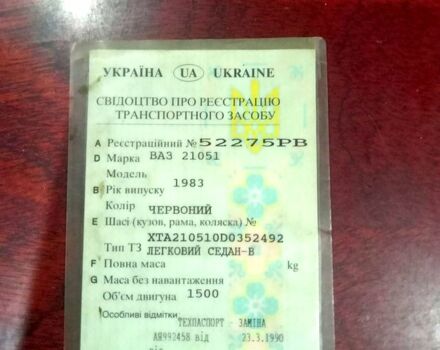 УКРАЇНА UA UKRAINE
СВІДОЦТВО ПРО РЕЄСТРАЦІЮ
ТРАНСПОРТНОГО ЗАСОБУ
A Реєстраційний № 52275РВ
D Марка ВАЗ 21051
Модель
B Рік випуску 1983
Колір ЧЕРВОНИЙ
E Шасі (кузов, рама, коляска) №
XTA210510D0352492
Тип ТЗ ЛЕГКОВИЙ СЕДАН-В
F Повна маса kg
G Маса без навантаження
Об'єм двигуна 1500
Особливі відмітки
ТЕХПАСПОРТ - ЗАМІНА
АЯ992458 від 23.3.1990